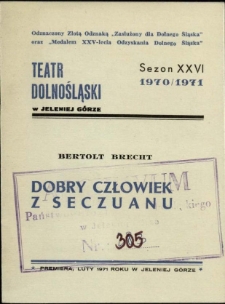 Odznaczony Złotą Odznaką „Zasłużony dla Dolnego Śląska"
oraz „Medalem XXV-lecia Odzyskania Dolnego Śląska"
TEATR
DOLNOŚLĄSKI
w JELENIEJ GÓRZE
Sezon XXVI
1970/1971
BERTOLT BRECHT
DOBRY CZŁOWIEK
Z SECZUANU
305
* PREMIERA: LUTY 1971 ROKU W JELENIEJ GÓRZE *